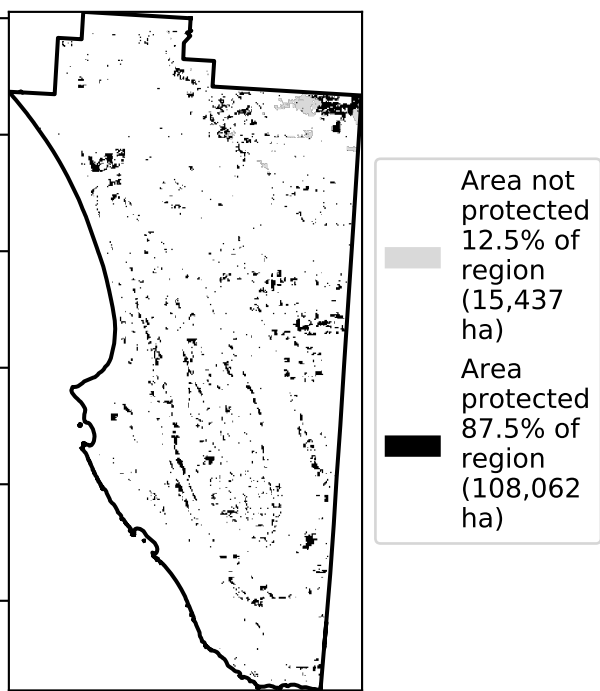 Area not
protected
12.5% of
region
(15,437
ha)
Area
protected
87.5% of
region
(108,062
ha)